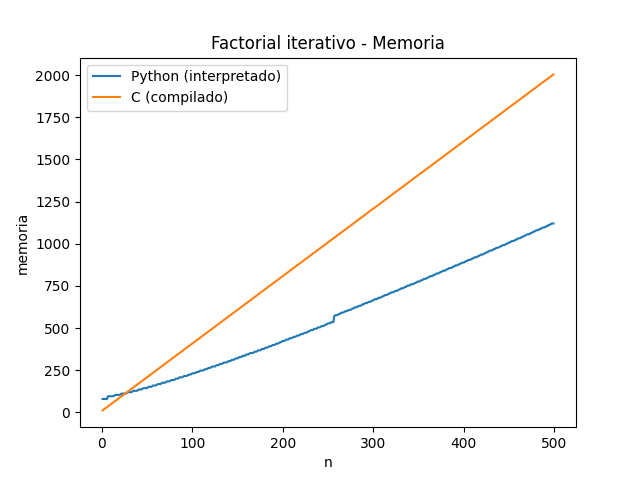 Factorial iterativo - Memoria
Python (interpretado)
C (compilado)
2000
1750
1500
1250
1000
750
500
250
0
memoria
0 100 200 300 400 500
n